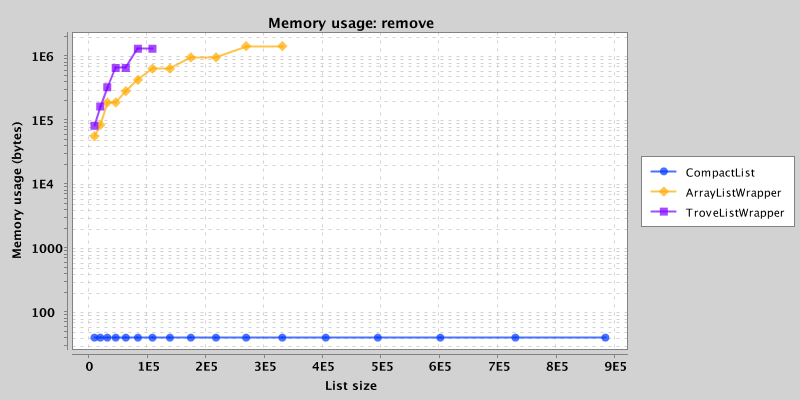 Memory usage: remove
Memory usage (bytes)
1E6
1E5
1E4
1000
100
0 1E5 2E5 3E5 4E5 5E5 6E5 7E5 8E5 9E5
List size
CompactList
ArrayListWrapper
TroveListWrapper